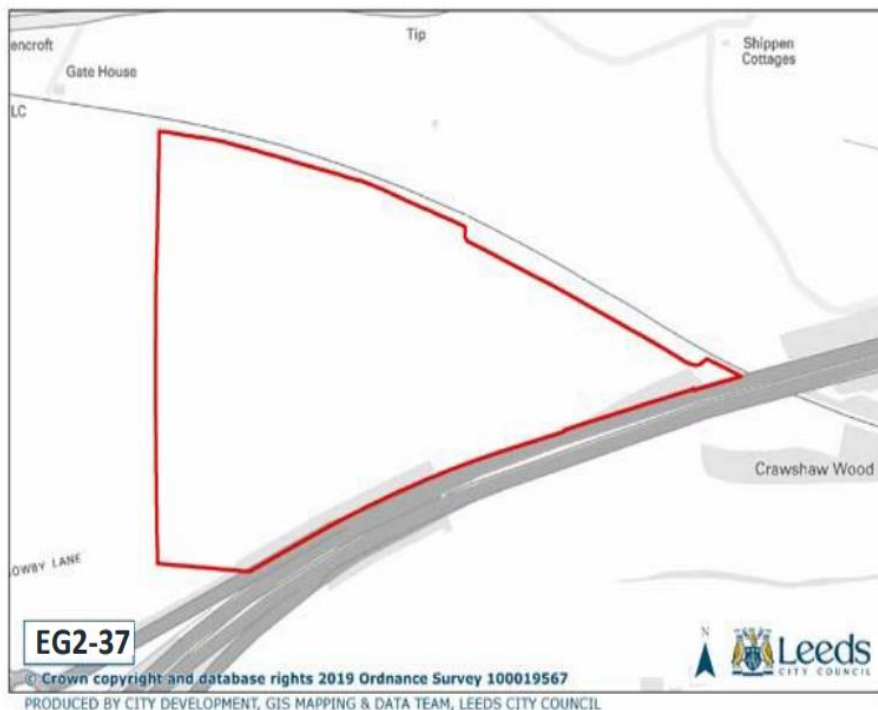 Tip
encroft
Shippen
Cottages
Gate House
LC
Crawshaw Wood
OWBY LANE
EG2-37
N
Leeds
CITY COUNCIL
© Crown copyright and database rights 2019 Ordnance Survey 100019567
PRODUCED BY CITY DEVELOPMENT, GIS MAPPING & DATA TEAM, LEEDS CITY COUNCIL